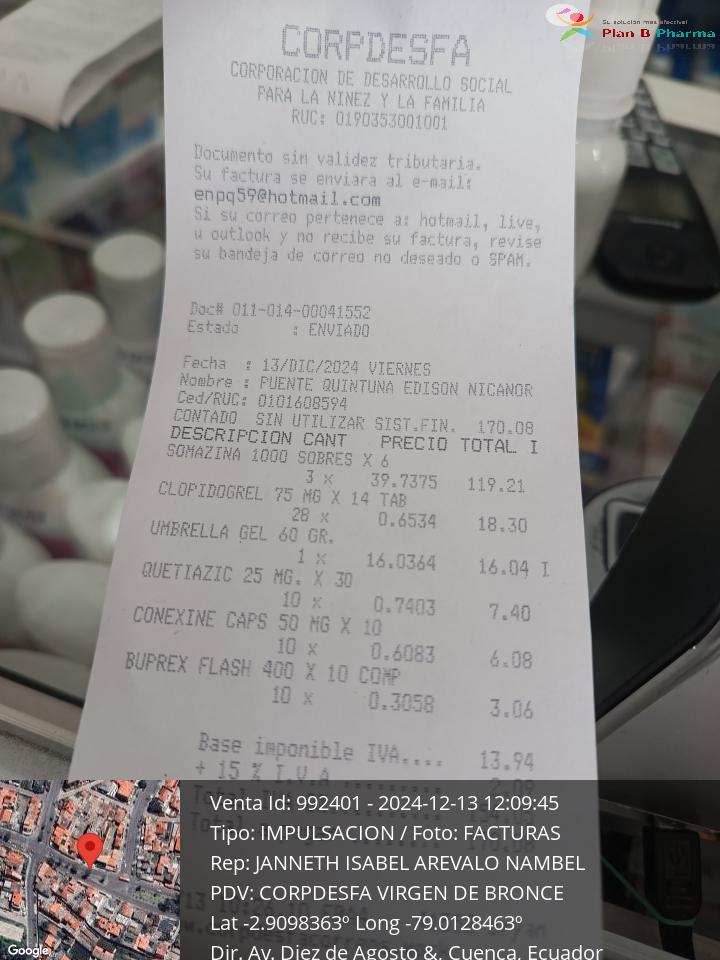 Su solución más efectiva!
Plan B Pharma
CORPDESFA
CORPORACION DE DESARROLLO SOCIAL
PARA LA NINEZ Y LA FAMILIA
RUC: 0190353001001
Documento sin validez tributaria.
Su factura se enviara al e-mail:
enpq59@hotmail.com
Si su correo pertenece a: hotmail, live,
u outlook y no recibe su factura, revise
su bandeja de correo no deseado o SPAM.
Doc# 011-014-00041552
Estado : ENVIADO
Fecha : 13/DIC/2024 VIERNES
Nombre : PUENTE QUINTUNA EDISON NICANOR
Ced/RUC: 0101608594
CONTADO SIN UTILIZAR SIST.FIN. 170.08
DESCRIPCION CANT PRECIO TOTAL I
SOMAZINA 1000 SOBRES X 6
3 x 39.7375 119.21
CLOPIDOGREL 75 MG X 14 TAB
28 x 0.6534 18.30
UMBRELLA GEL 60 GR.
1 x 16.0364 16.04 I
QUETIAZIC 25 MG. X 30
10 x 0.7403 7.40
CONEXINE CAPS 50 MG X 10
10 x 0.6083 6.08
BUPREX FLASH 400 X 10 COMP
10 x 0.3058 3.06
Base imponible IVA.... 13.94
+ 15 % I.V.A ......... 2.09
Venta Id: 992401 - 2024-12-13 12:09:45
Tipo: IMPULSACION / Foto: FACTURAS
Rep: JANNETH ISABEL AREVALO NAMBEL
PDV: CORPDESFA VIRGEN DE BRONCE
Lat -2.9098363º Long -79.0128463º
Dir. Av. Diez de Agosto &, Cuenca, Ecuador
Google